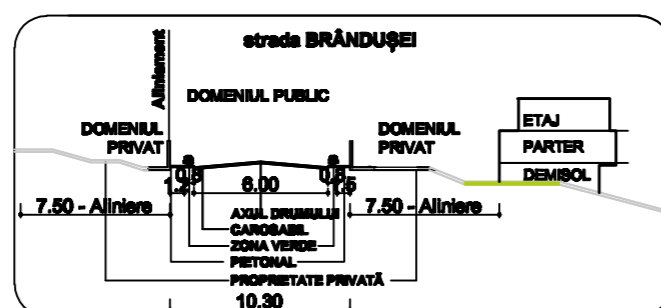 strada BRÂNDUȘEI
Aliniament
DOMENIUL PUBLIC
DOMENIUL
PRIVAT
DOMENIUL
PRIVAT
ETAJ
PARTER
DEMISOL
6.00
7.50 - Aliniere
7.50 - Aliniere
AXUL DRUMULUI
CAROSABIL
ZONA VERDE
PIETONAL
PROPRIETATE PRIVATĂ
10.30